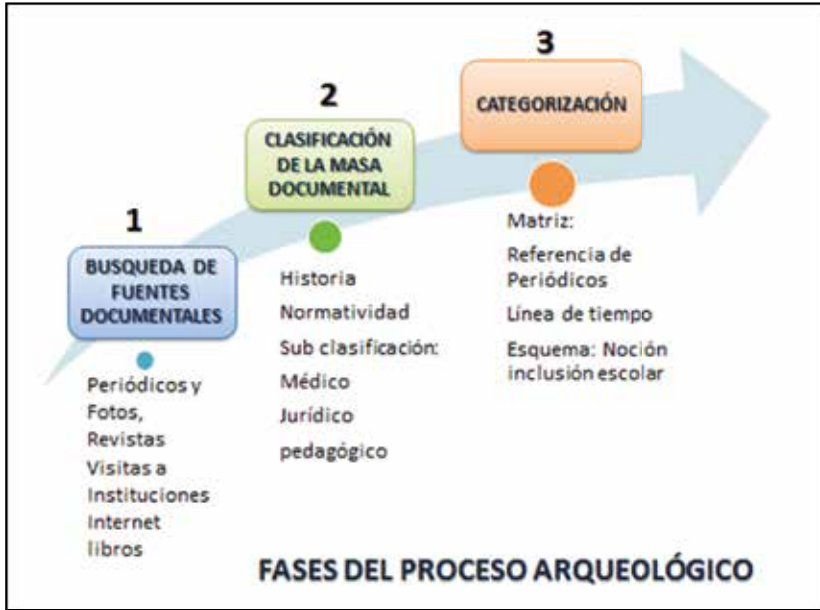 1
BUSQUEDA DE
FUENTES
DOCUMENTALES
Periódicos y
Fotos,
Revistas
Visitas a
Instituciones
Internet
libros
2
CLASIFICACIÓN
DE LA MASA
DOCUMENTAL
Historia
Normatividad
Sub clasificación:
Médico
Jurídico
pedagógico
3
CATEGORIZACIÓN
Matriz:
Referencia de
Periódicos
Línea de tiempo
Esquema: Noción
inclusión escolar
FASES DEL PROCESO ARQUEOLÓGICO